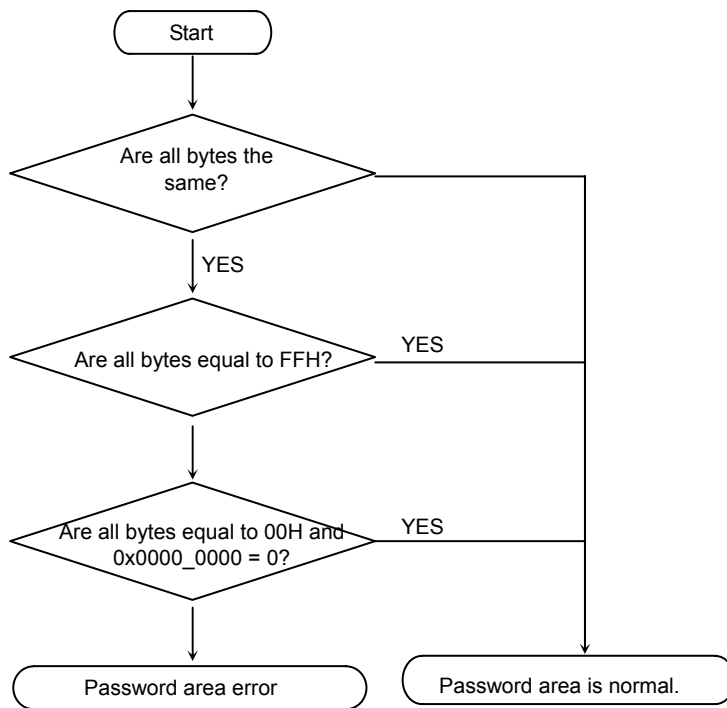 Start
Are all bytes the
same?
YES
Are all bytes equal to FFH?
YES
Are all bytes equal to 00H and
0x0000_0000 = 0?
YES
Password area error
Password area is normal.